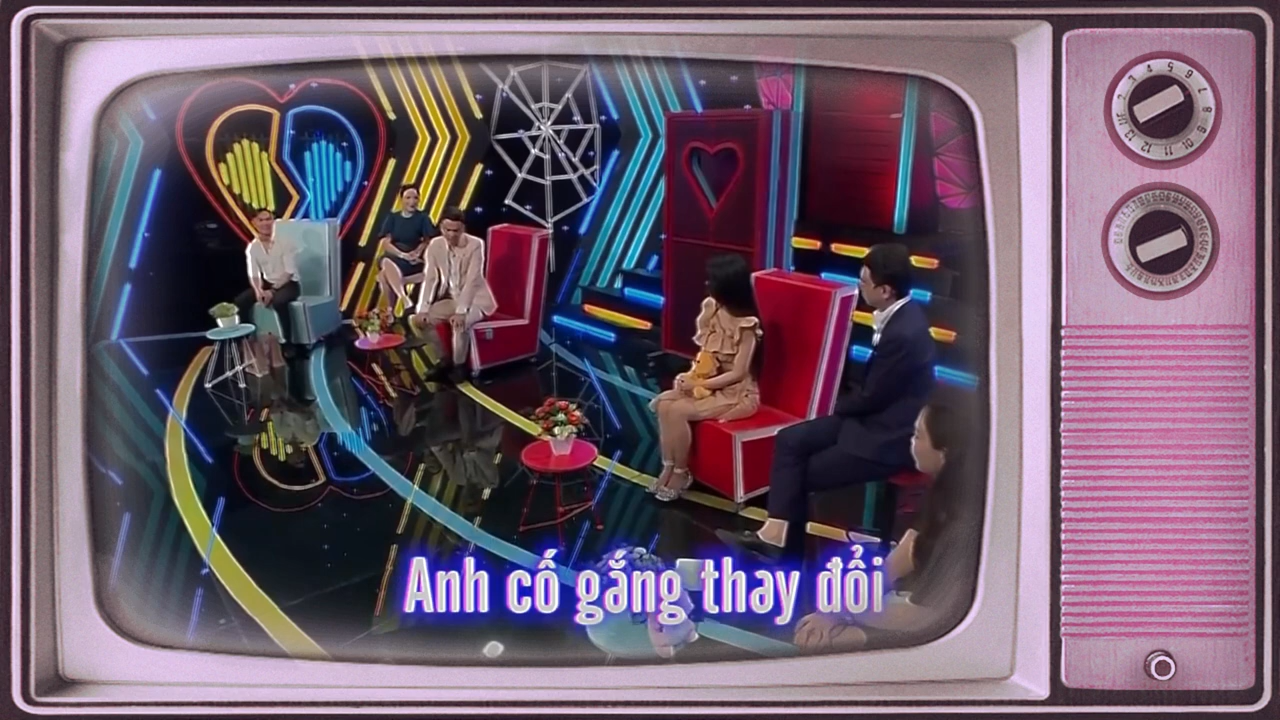 Anh cố gắng thay đổi